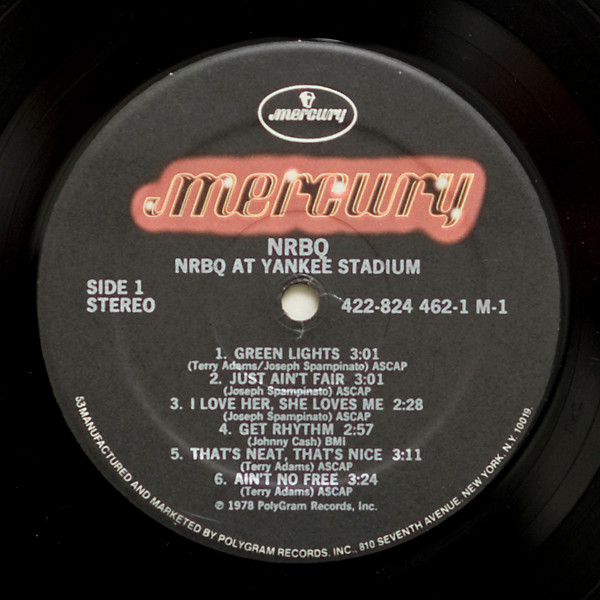 mercury
mercury
NRBQ
NRBQ AT YANKEE STADIUM
SIDE 1
STEREO
422-824 462-1 M-1
1. GREEN LIGHTS 3:01
(Terry Adams/Joseph Spampinato) ASCAP
2. JUST AIN'T FAIR 3:01
(Joseph Spampinato) ASCAP
3. I LOVE HER, SHE LOVES ME 2:28
(Joseph Spampinato) ASCAP
4. GET RHYTHM 2:57
(Johnny Cash) BMI
5. THAT'S NEAT, THAT'S NICE 3:11
(Terry Adams) ASCAP
6. AIN'T NO FREE 3:24
(Terry Adams) ASCAP
℗ 1978 PolyGram Records, Inc.
53 MANUFACTURED AND MARKETED BY POLYGRAM RECORDS, INC., 810 SEVENTH AVENUE, NEW YORK, N.Y. 10019.